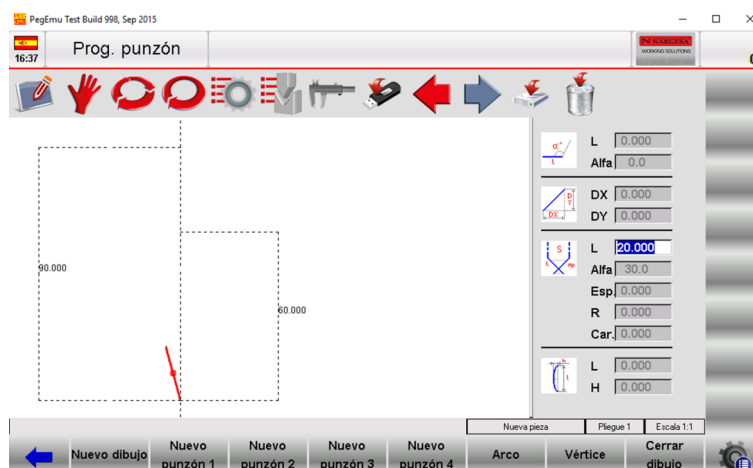 PegEmu Test Build 998, Sep 2015
16:37
Prog. punzón
NARGESA
WORKING SOLUTIONS
L 0.000
Alfa 0.0
DX 0.000
DY 0.000
L 20.000
Alfa 30.0
Esp. 0.000
R 0.000
Car. 0.000
L 0.000
H 0.000
90.000
60.000
Nueva pieza Pliegue 1 Escala 1:1
Nuevo dibujo
Nuevo
punzón 1
Nuevo
punzón 2
Nuevo
punzón 3
Nuevo
punzón 4
Arco
Vértice
Cerrar
dibujo